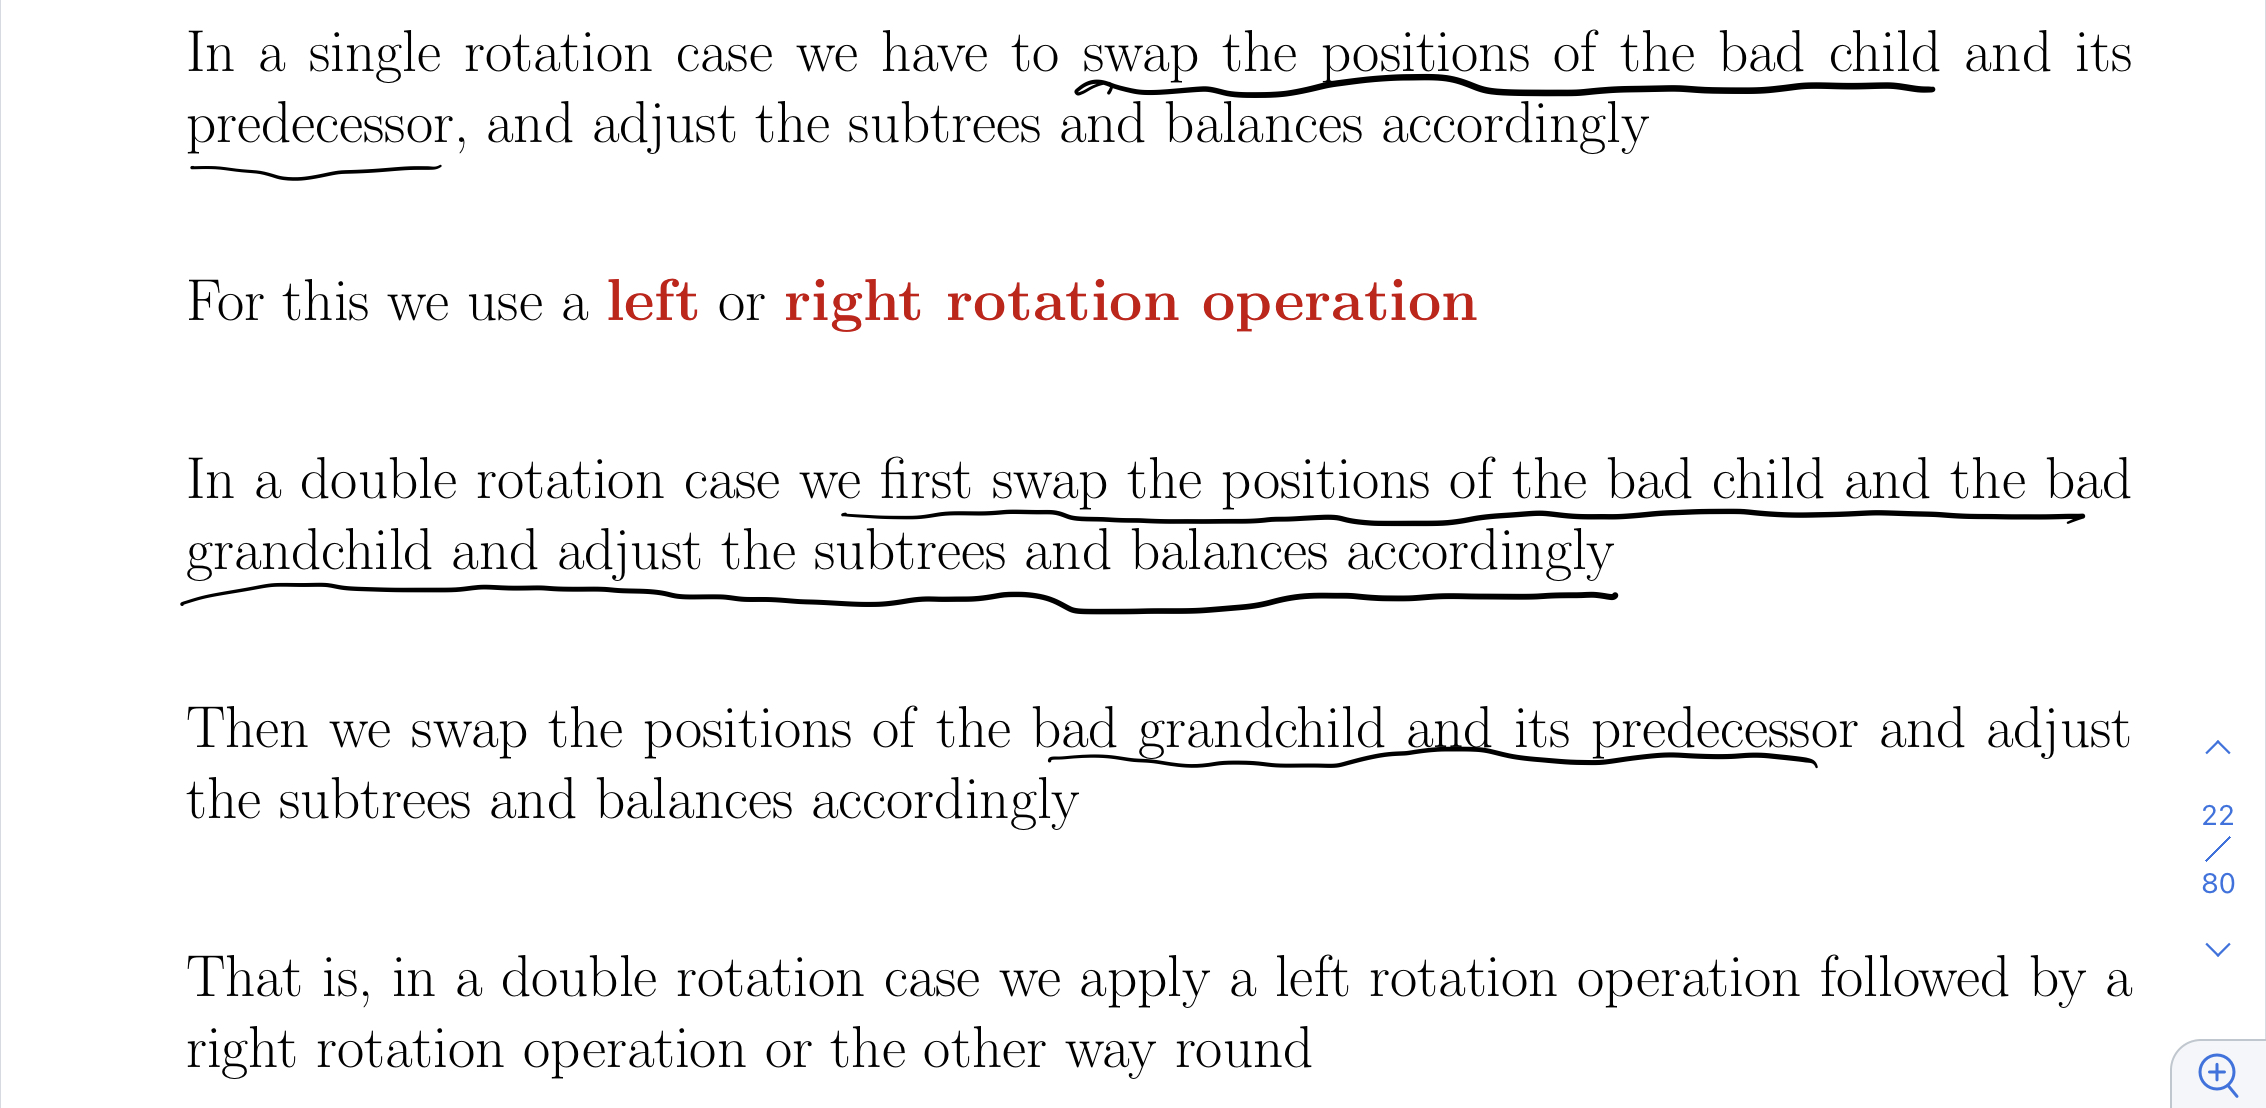 In a single rotation case we have to swap the positions of the bad child and its
predecessor, and adjust the subtrees and balances accordingly
For this we use a left or right rotation operation
In a double rotation case we first swap the positions of the bad child and the bad
grandchild and adjust the subtrees and balances accordingly
Then we swap the positions of the bad grandchild and its predecessor and adjust
the subtrees and balances accordingly
22
/
80
That is, in a double rotation case we apply a left rotation operation followed by a
right rotation operation or the other way round